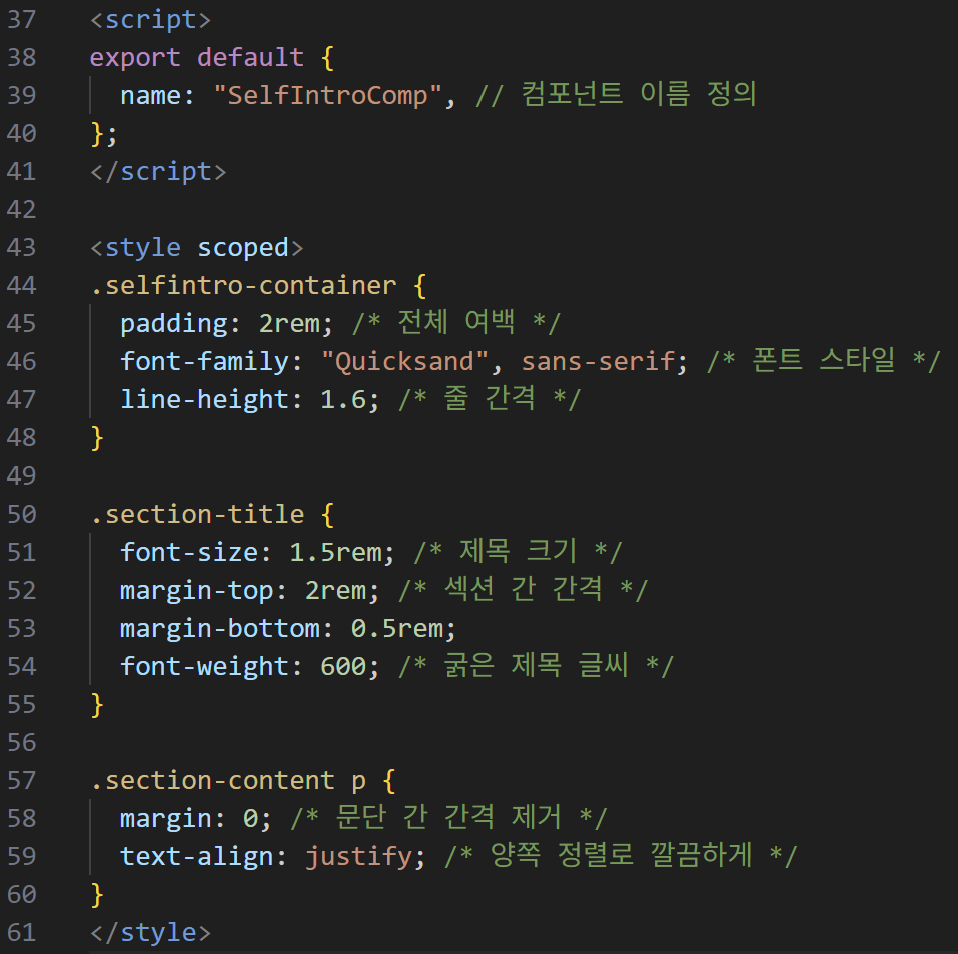 37 <script>
38 export default {
39 name: "SelfIntroComp", // 컴포넌트 이름 정의
40 };
41 </script>
42
43 <style scoped>
44 .selfintro-container {
45 padding: 2rem; /* 전체 여백 */
46 font-family: "Quicksand", sans-serif; /* 폰트 스타일 */
47 line-height: 1.6; /* 줄 간격 */
48 }
49
50 .section-title {
51 font-size: 1.5rem; /* 제목 크기 */
52 margin-top: 2rem; /* 섹션 간 간격 */
53 margin-bottom: 0.5rem;
54 font-weight: 600; /* 굵은 제목 글씨 */
55 }
56
57 .section-content p {
58 margin: 0; /* 문단 간 간격 제거 */
59 text-align: justify; /* 양쪽 정렬로 깔끔하게 */
60 }
61 </style>